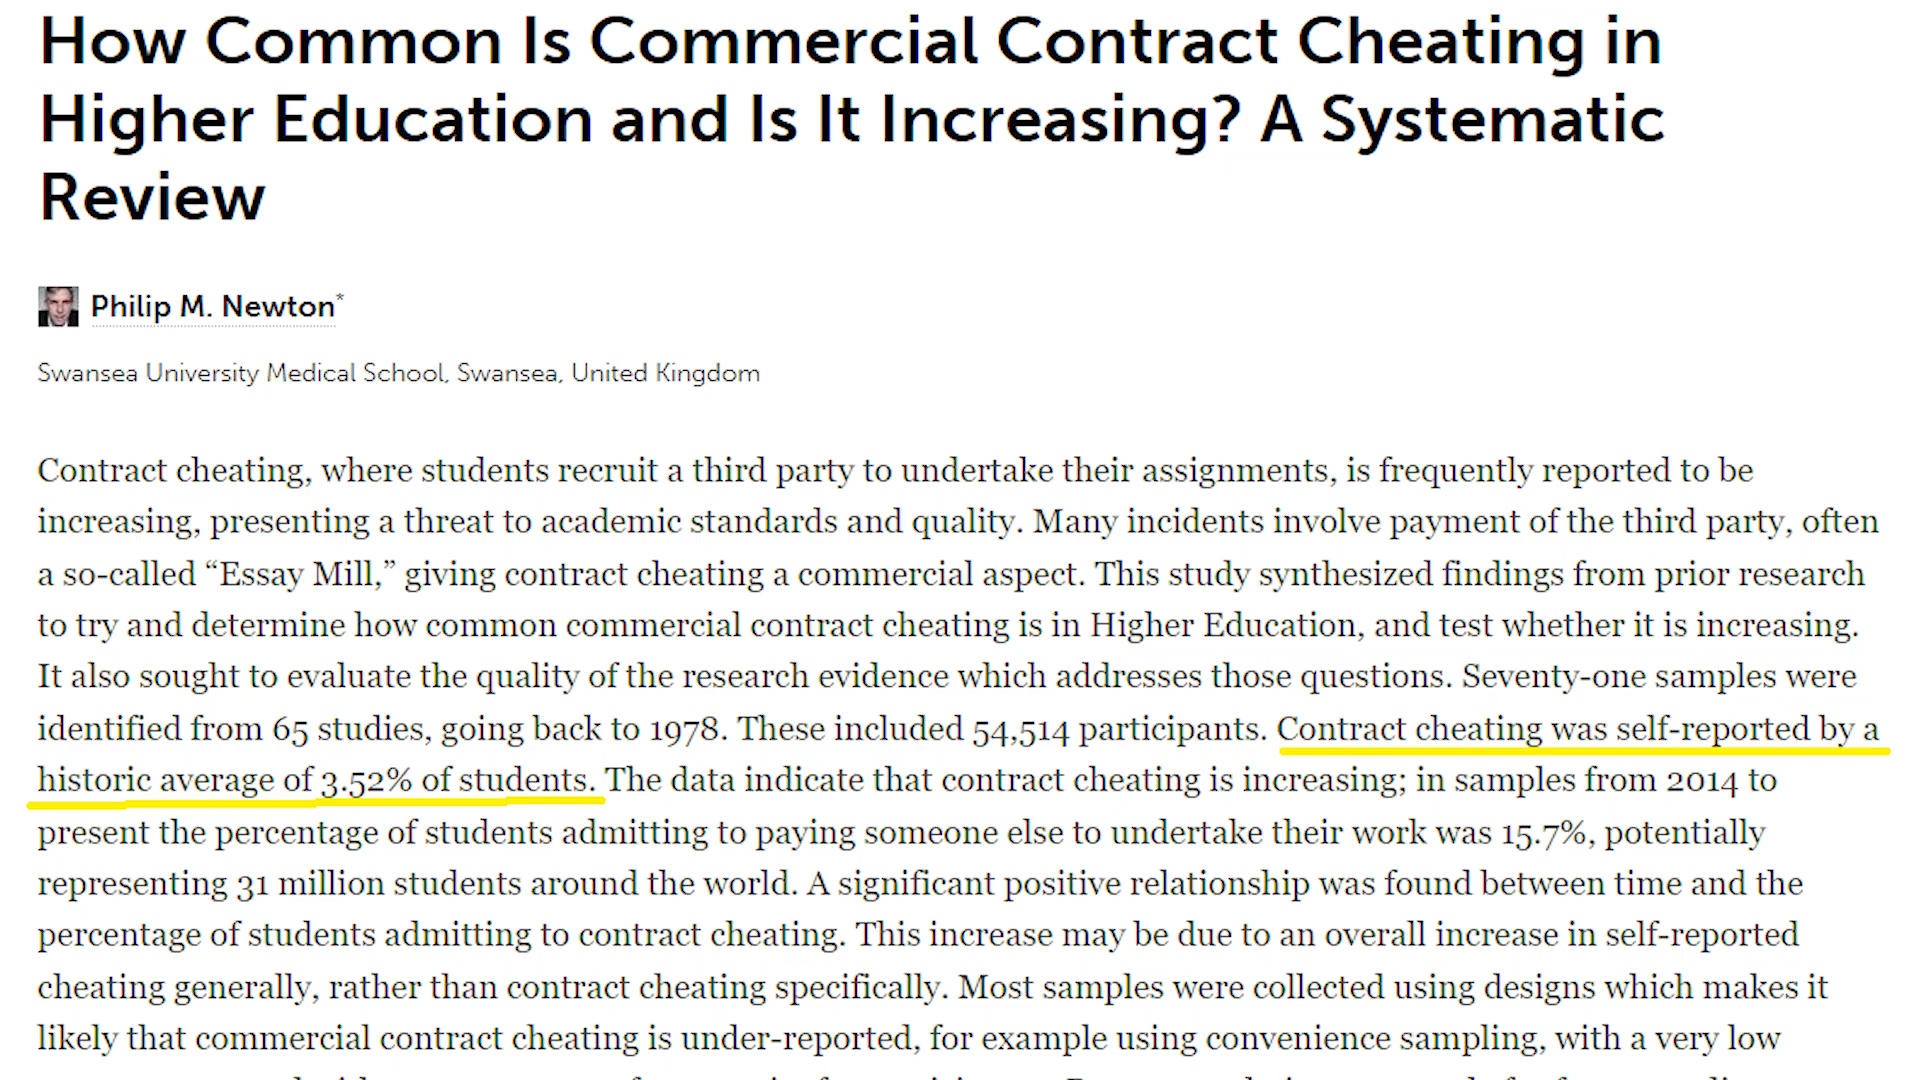 How Common Is Commercial Contract Cheating in
Higher Education and Is It Increasing? A Systematic
Review
Philip M. Newton*
Swansea University Medical School, Swansea, United Kingdom
Contract cheating, where students recruit a third party to undertake their assignments, is frequently reported to be
increasing, presenting a threat to academic standards and quality. Many incidents involve payment of the third party, often
a so-called “Essay Mill,” giving contract cheating a commercial aspect. This study synthesized findings from prior research
to try and determine how common commercial contract cheating is in Higher Education, and test whether it is increasing.
It also sought to evaluate the quality of the research evidence which addresses those questions. Seventy-one samples were
identified from 65 studies, going back to 1978. These included 54,514 participants. Contract cheating was self-reported by a
historic average of 3.52% of students. The data indicate that contract cheating is increasing; in samples from 2014 to
present the percentage of students admitting to paying someone else to undertake their work was 15.7%, potentially
representing 31 million students around the world. A significant positive relationship was found between time and the
percentage of students admitting to contract cheating. This increase may be due to an overall increase in self-reported
cheating generally, rather than contract cheating specifically. Most samples were collected using designs which makes it
likely that commercial contract cheating is under-reported, for example using convenience sampling, with a very low